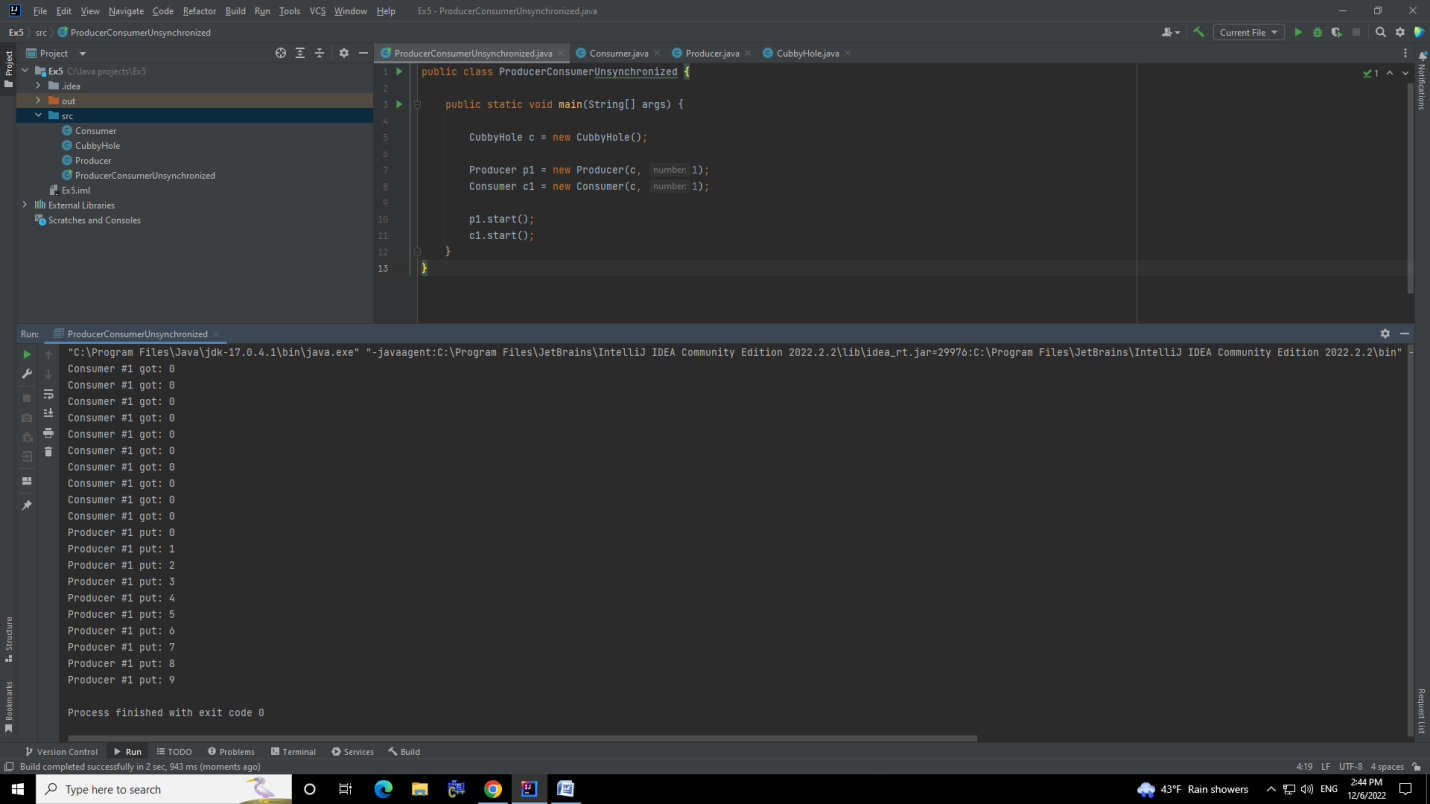 File Edit View Navigate Code Refactor Build Run Tools VCS Window Help Ex5 - ProducerConsumerUnsynchronized.java
Ex5 src ProducerConsumerUnsynchronized Current File
Project
Project
Ex5 C:\Java projects\Ex5
.idea
out
src
Consumer
CubbyHole
Producer
ProducerConsumerUnsynchronized
Ex5.iml
External Libraries
Scratches and Consoles
ProducerConsumerUnsynchronized.java Consumer.java Producer.java CubbyHole.java
1 public class ProducerConsumerUnsynchronized {
2
3 public static void main(String[] args) {
4
5 CubbyHole c = new CubbyHole();
6
7 Producer p1 = new Producer(c, number: 1);
8 Consumer c1 = new Consumer(c, number: 1);
9
10 p1.start();
11 c1.start();
12 }
13 }
1
Notifications
Run: ProducerConsumerUnsynchronized
"C:\Program Files\Java\jdk-17.0.4.1\bin\java.exe" "-javaagent:C:\Program Files\JetBrains\IntelliJ IDEA Community Edition 2022.2.2\lib\idea_rt.jar=29976:C:\Program Files\JetBrains\IntelliJ IDEA Community Edition 2022.2.2\bin" -
Consumer #1 got: 0
Consumer #1 got: 0
Consumer #1 got: 0
Consumer #1 got: 0
Consumer #1 got: 0
Consumer #1 got: 0
Consumer #1 got: 0
Consumer #1 got: 0
Consumer #1 got: 0
Consumer #1 got: 0
Producer #1 put: 0
Producer #1 put: 1
Producer #1 put: 2
Producer #1 put: 3
Producer #1 put: 4
Producer #1 put: 5
Producer #1 put: 6
Producer #1 put: 7
Producer #1 put: 8
Producer #1 put: 9
Process finished with exit code 0
Structure
Bookmarks
Request List
Version Control Run TODO Problems Terminal Services Build
Build completed successfully in 2 sec, 943 ms (moments ago) 4:19 LF UTF-8 4 spaces
Type here to search 43°F Rain showers ENG
2:44 PM
12/6/2022